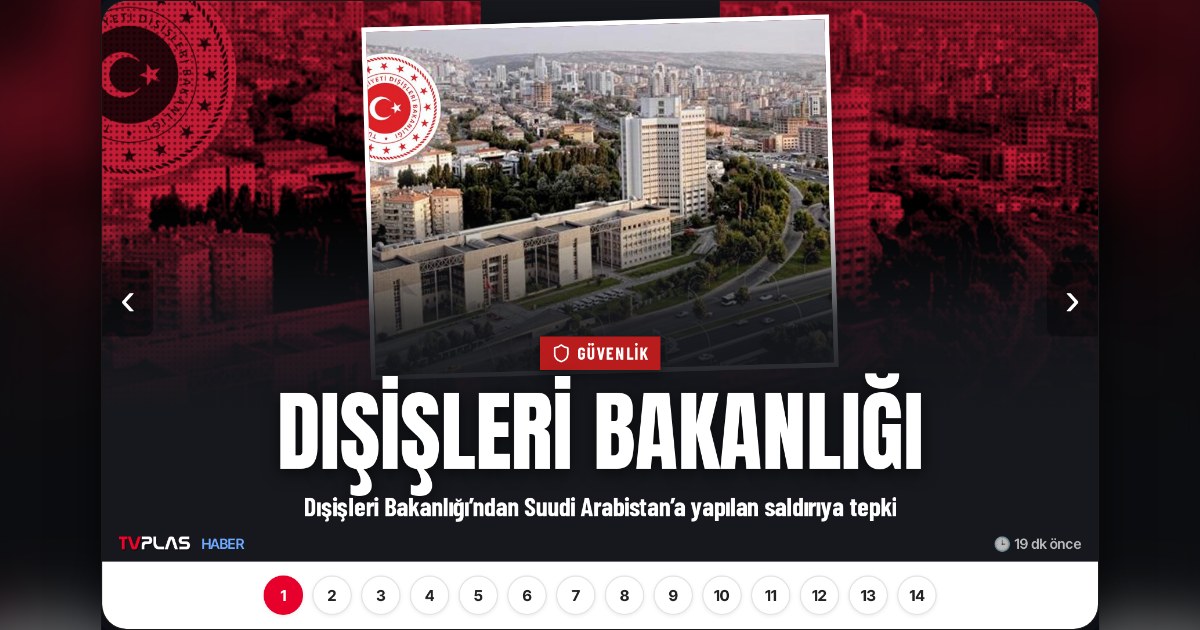 GÜVENLİK
DIŞİŞLERİ BAKANLIĞI
Dışişleri Bakanlığı’ndan Suudi Arabistan’a yapılan saldırıya tepki
TVPLAS HABER
19 dk önce
1 2 3 4 5 6 7 8 9 10 11 12 13 14